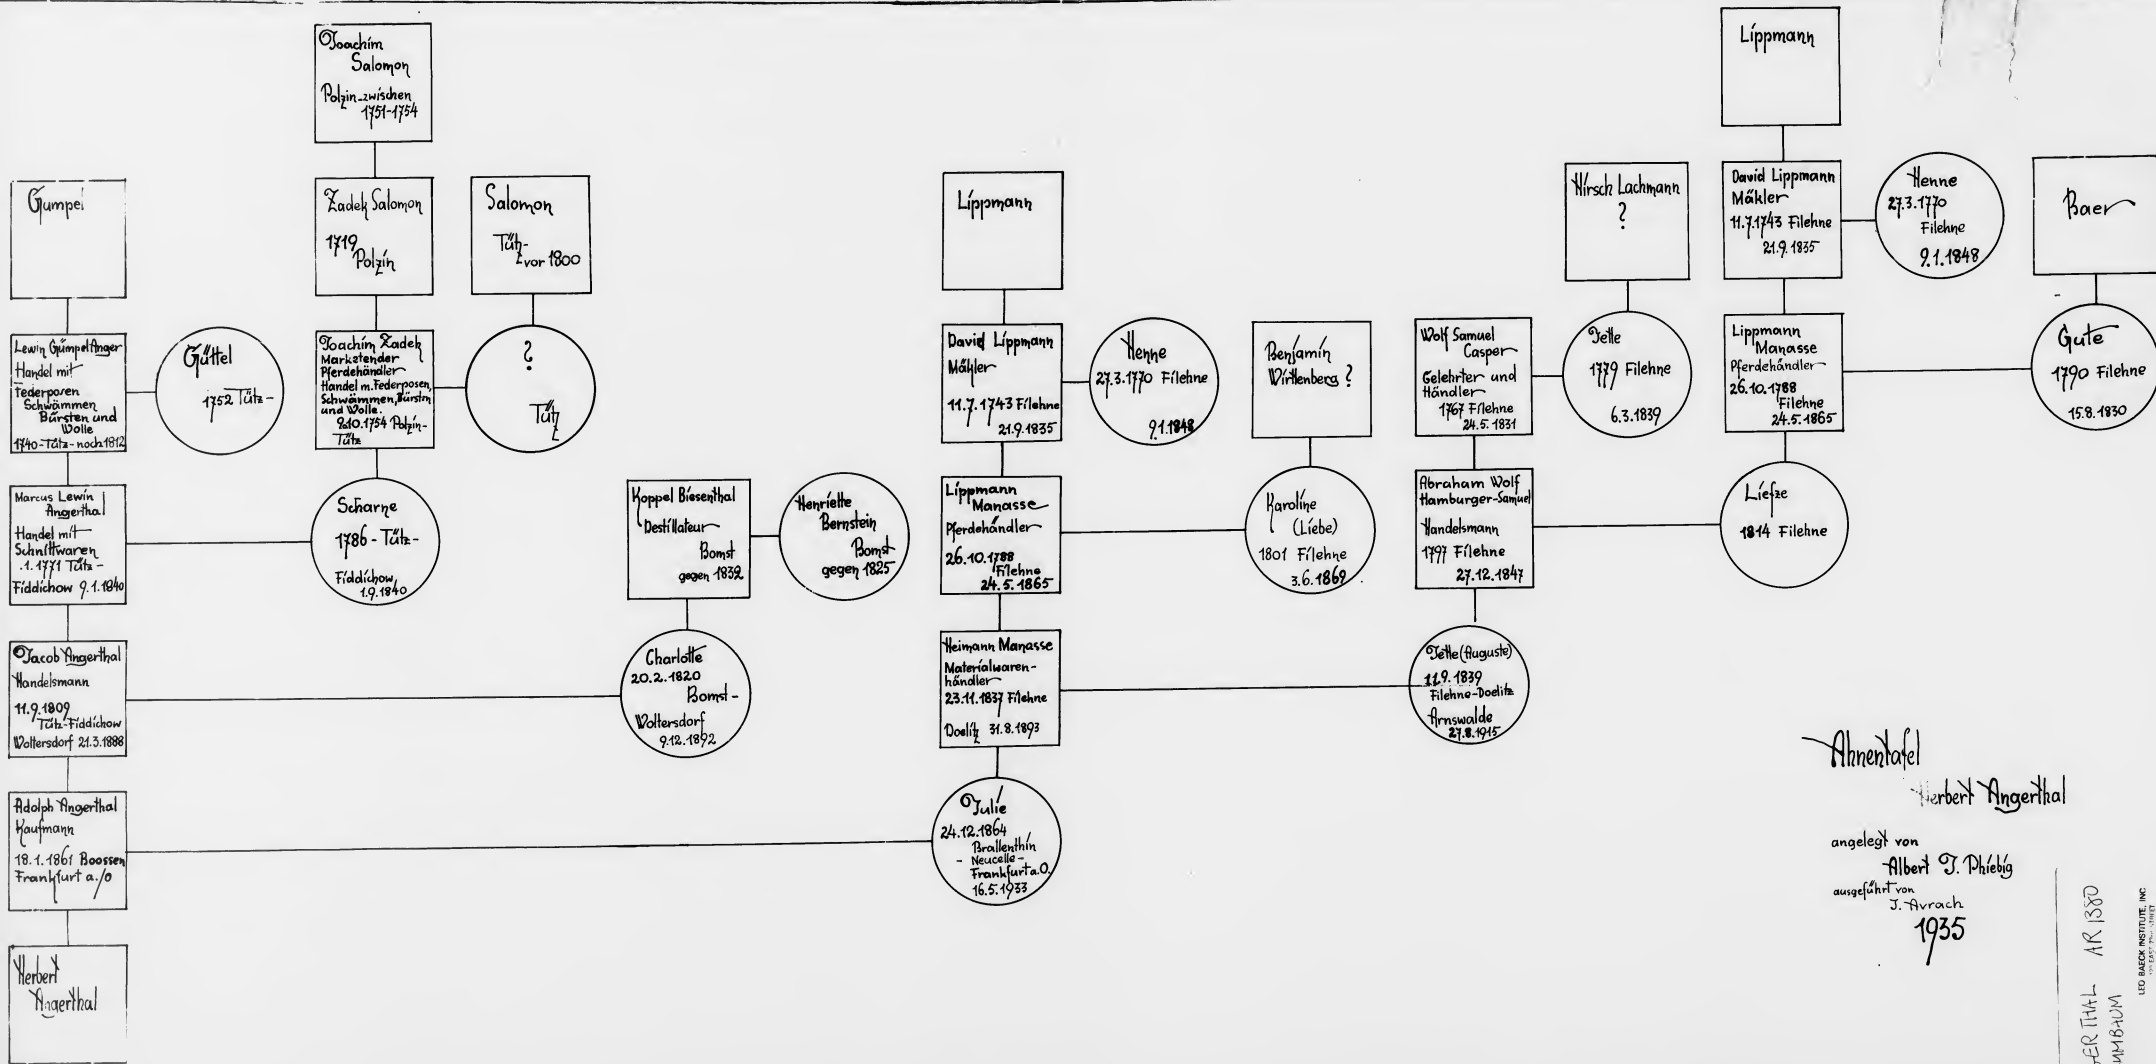 Joachim
Salomon
Polzin-zwischen
1751-1754
Lippmann
Gumpel
Zadek Salomon
1719
Polzin
Salomon
Tütz-
vor 1800
Lippmann
Hirsch Lachmann
?
David Lippmann
Mäkler
11.7.1743 Filehne
21.9.1835
Henne
27.3.1770
Filehne
9.1.1848
Baer
Lewin Gümpel Anger
Handel mit
Federposen
Schwämmen
Bürsten und
Wolle
1740-Tütz-noch 1812
Güttel
1752 Tütz-
Joachim Zadek
Marketender
Pferdehändler
Handel m. Federposen,
Schwämmen, Bürsten
und Wolle.
9.10.1754 Polzin-
Tütz
?
Tütz
David Lippmann
Mäkler
11.7.1743 Filehne
21.9.1835
Henne
27.3.1770 Filehne
9.1.1848
Benjamin
Wirttenberg ?
Wolf Samuel
Casper
Gelehrter und
Händler
1767 Filehne
24.5.1831
Jette
1779 Filehne
6.3.1839
Lippmann
Manasse
Pferdehändler
26.10.1788
Filehne
24.5.1865
Gute
1790 Filehne
15.8.1830
Marcus Lewin
Angerthal
Handel mit
Schnittwaren
.1.1771 Tütz-
Fiddichow 9.1.1840
Scharne
1786-Tütz-
Fiddichow
1.9.1840
Koppel Biesenthal
Destillateur
Bomst
gegen 1832
Henriette
Bernstein
Bomst
gegen 1825
Lippmann
Manasse
Pferdehändler
26.10.1788
Filehne
24.5.1865
Karoline
(Liebe)
1801 Filehne
3.6.1869
Abraham Wolf
Hamburger-Samuel
Handelsmann
1797 Filehne
27.12.1847
Liefze
1814 Filehne
Jacob Angerthal
Handelsmann
11.9.1809
Tütz-Fiddichow
Woltersdorf 21.3.1888
Charlotte
20.2.1820
Bomst-
Woltersdorf
9.12.1892
Heimann Manasse
Materialwaren-
händler
23.11.1837 Filehne
Doelitz 31.8.1893
Jette (Auguste)
11.9.1839
Filehne-Doelitz
Arnswalde
27.8.1915
Adolph Angerthal
Kaufmann
18.1.1861 Boossen
Frankfurt a./O
Julie
24.12.1864
Brallenthin
- Neucelle -
Frankfurt a.O.
16.5.1933
Herbert
Angerthal
Ahnentafel
Herbert Angerthal
angelegt von
Albert J. Phiebig
ausgeführt von
J. Avrach
1935
GERTHAL AR 1380
UMBAUM
LEO BAECK INSTITUTE, INC